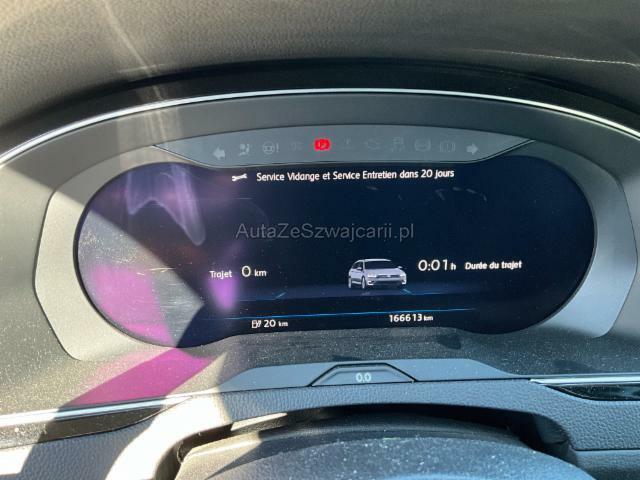 Service Vidange et Service Entretien dans 20 jours
AutaZeSzwajcarii.pl
Trajet 0 km
0:01 h Durée du trajet
20 km
166613 km
0.0